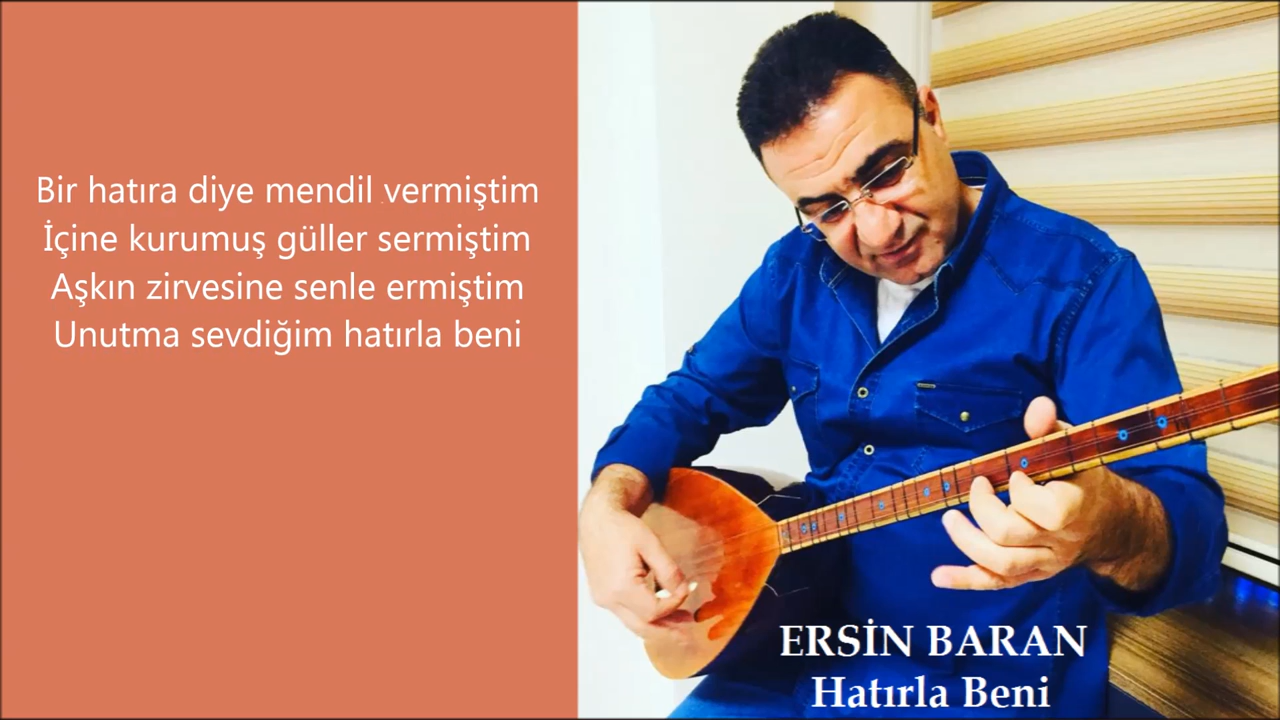 Bir hatıra diye mendil vermiştim
İçine kurumuş güller sermiştim
Aşkın zirvesine senle ermiştim
Unutma sevdiğim hatırla beni
ERSİN BARAN
Hatırla Beni